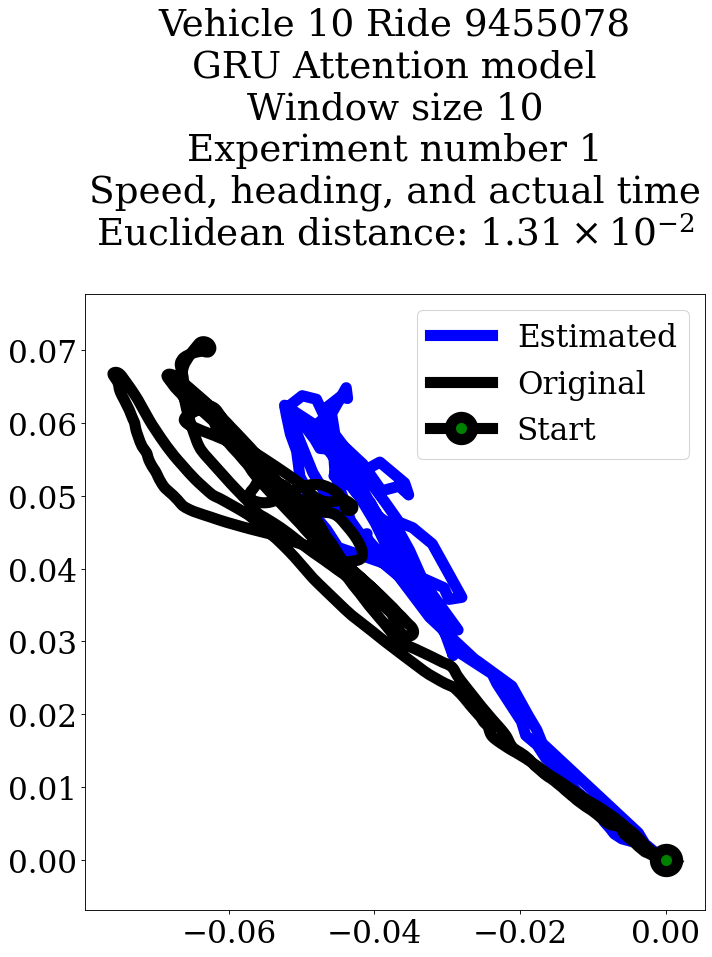 Vehicle 10 Ride 9455078
GRU Attention model
Window size 10
Experiment number 1
Speed, heading, and actual time
Euclidean distance: 1.31 × 10⁻²
Estimated
Original
Start
0.07
0.06
0.05
0.04
0.03
0.02
0.01
0.00
−0.06 −0.04 −0.02 0.00